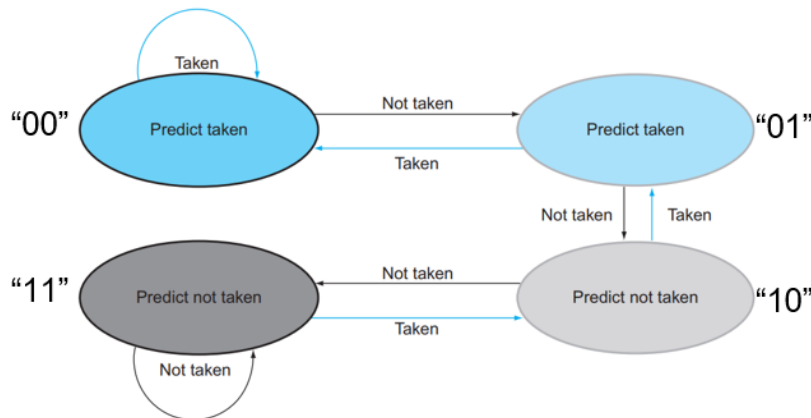 Taken
“00”
Predict taken
Not taken
Taken
Predict taken
“01”
Not taken
Taken
“11”
Predict not taken
Not taken
Taken
Predict not taken
“10”
Not taken